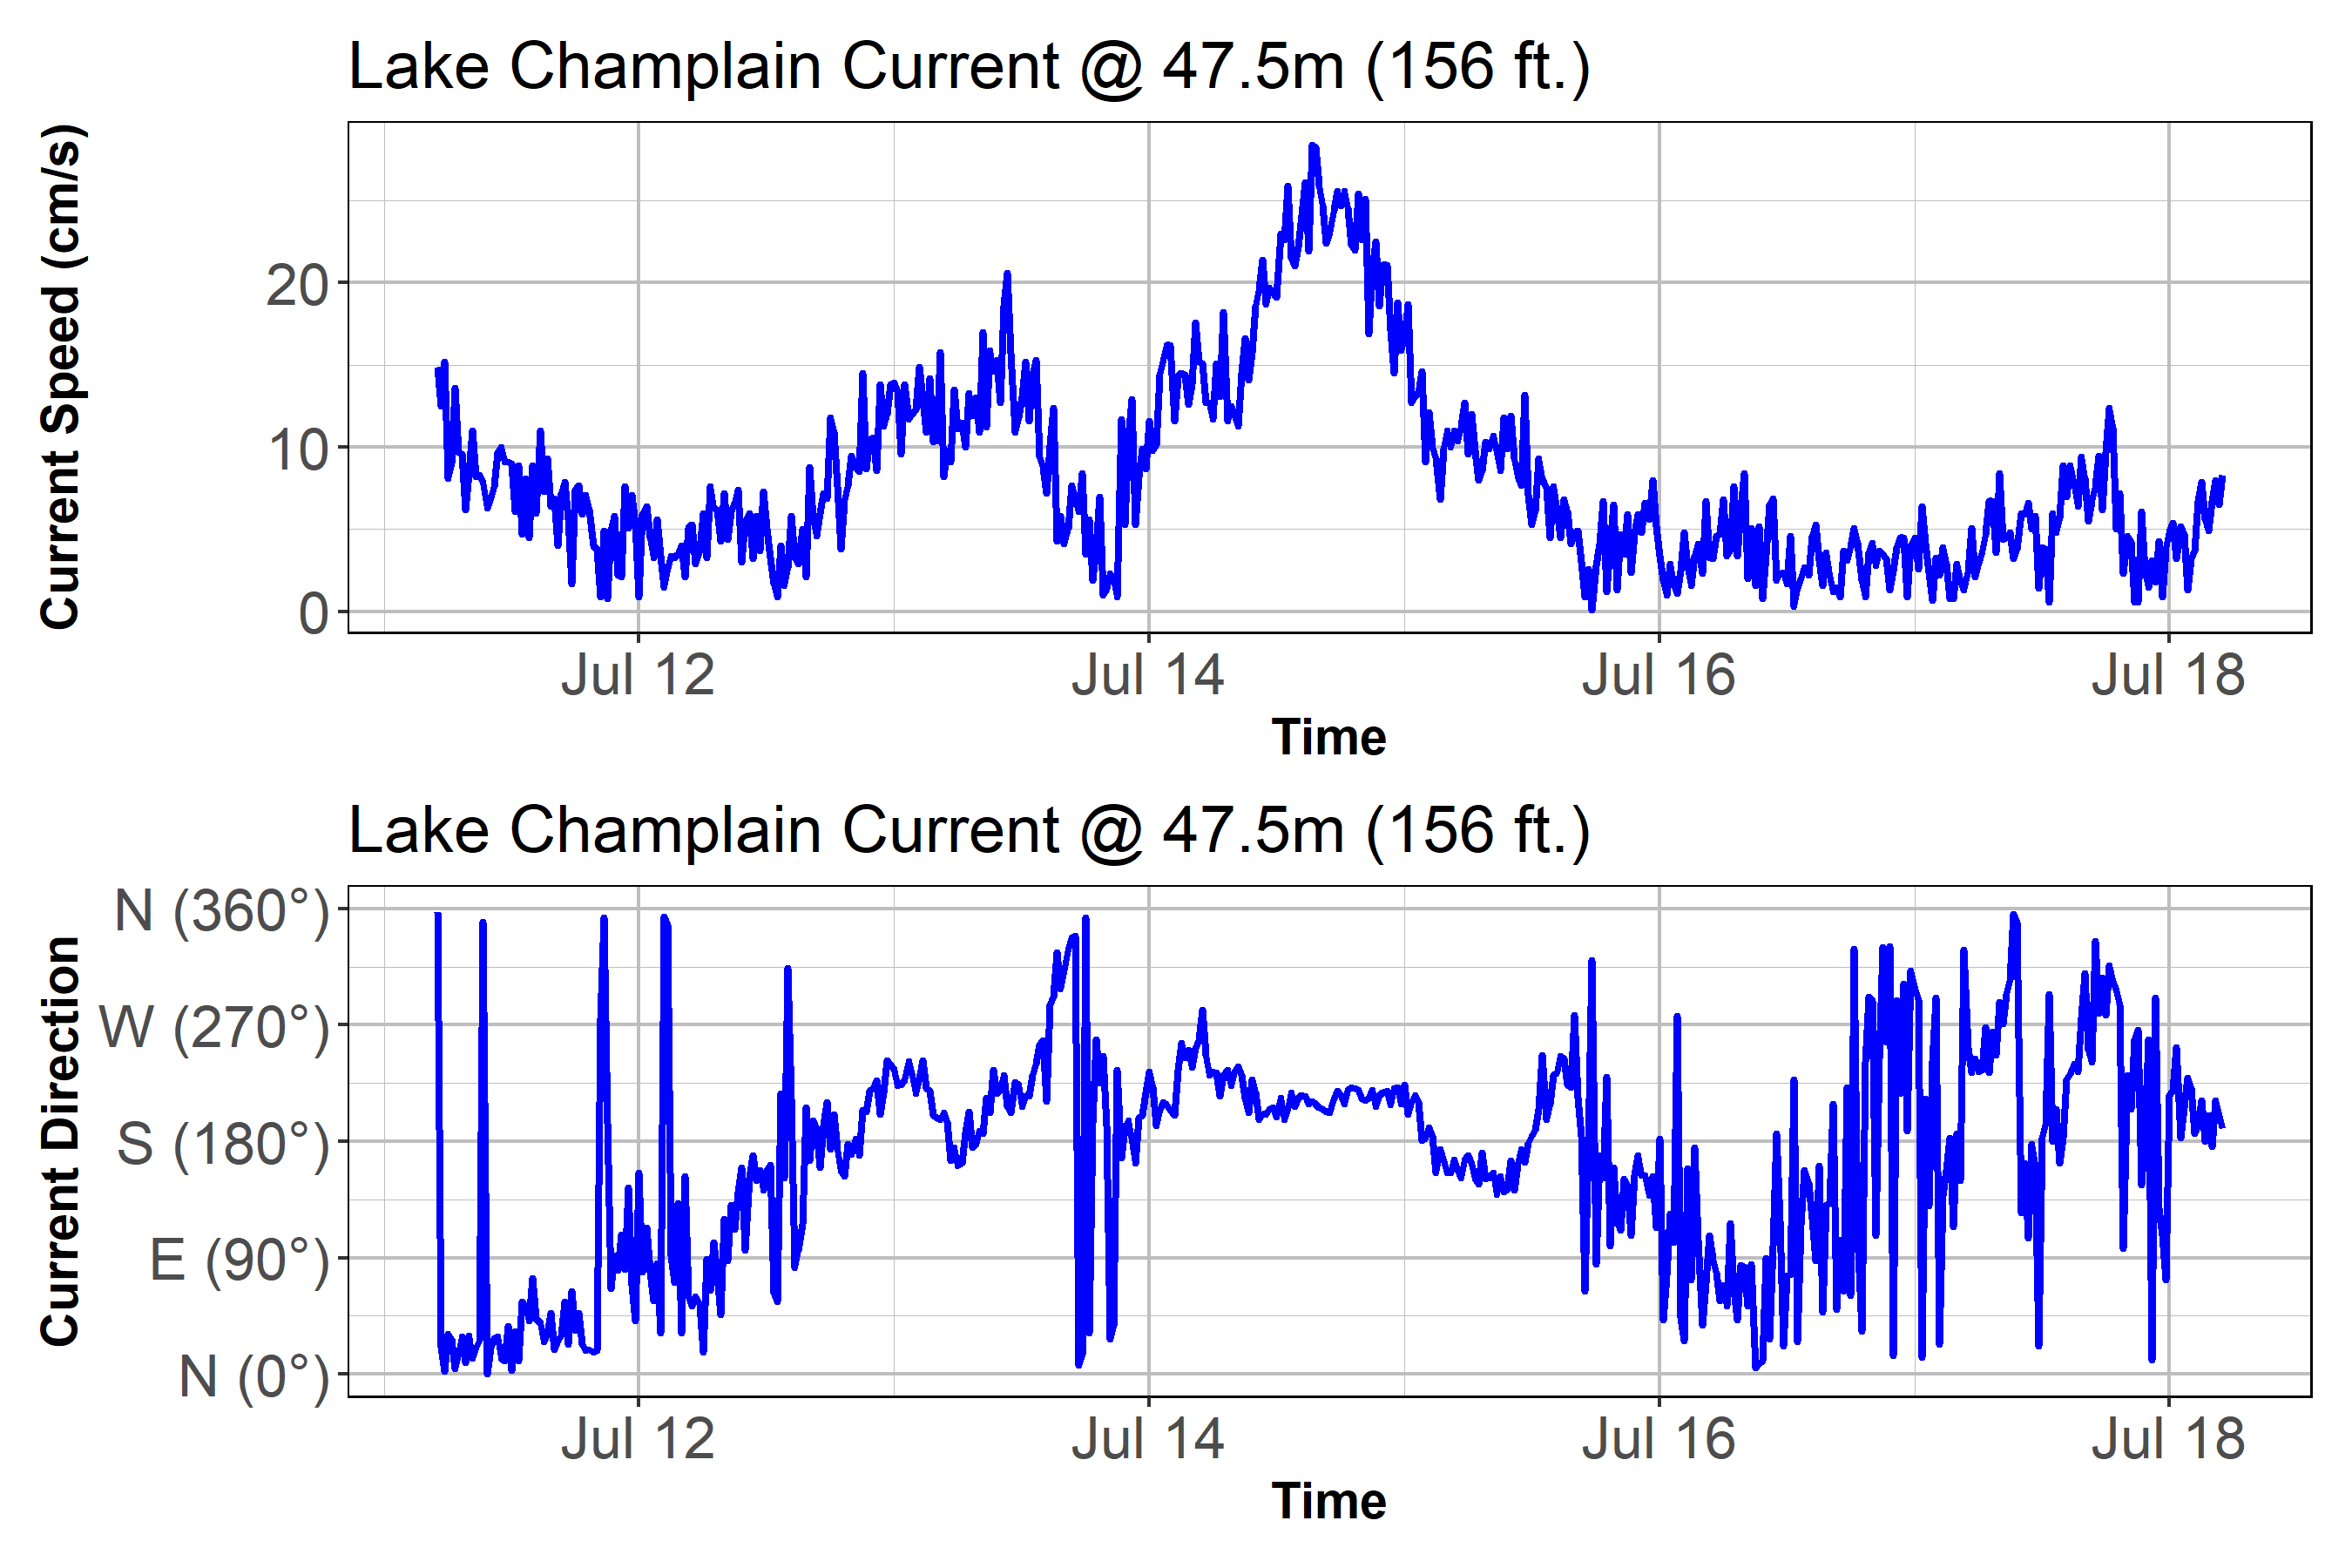 Lake Champlain Current @ 47.5m (156 ft.)
Current Speed (cm/s)
20
10
0
Jul 12 Jul 14 Jul 16 Jul 18
Time
Lake Champlain Current @ 47.5m (156 ft.)
Current Direction
N (360°)
W (270°)
S (180°)
E (90°)
N (0°)
Jul 12 Jul 14 Jul 16 Jul 18
Time